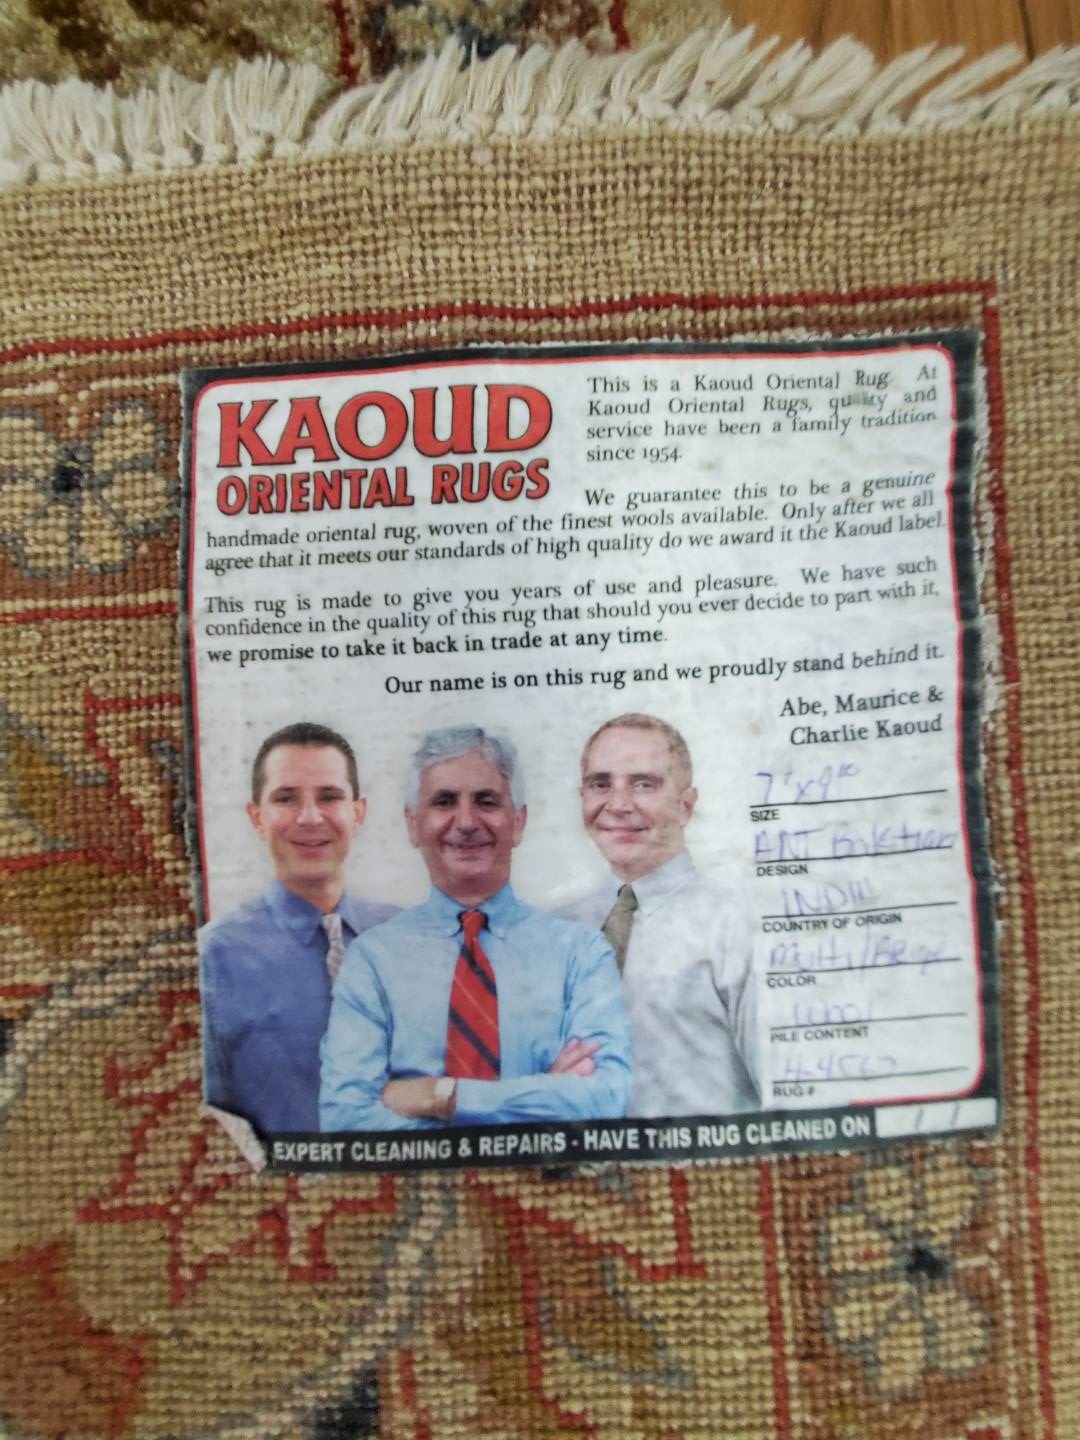 KAOUD
ORIENTAL RUGS
This is a Kaoud Oriental Rug. At
Kaoud Oriental Rugs, quality and
service have been a family tradition
since 1954.
We guarantee this to be a genuine
handmade oriental rug, woven of the finest wools available. Only after we all
agree that it meets our standards of high quality do we award it the Kaoud label.
This rug is made to give you years of use and pleasure. We have such
confidence in the quality of this rug that should you ever decide to part with it,
we promise to take it back in trade at any time.
Our name is on this rug and we proudly stand behind it.
Abe, Maurice &
Charlie Kaoud
SIZE
ANT
DESIGN
INDIA
COUNTRY OF ORIGIN
Multi/Beige
COLOR
Wool
PILE CONTENT
RUG #
EXPERT CLEANING & REPAIRS - HAVE THIS RUG CLEANED ON / /